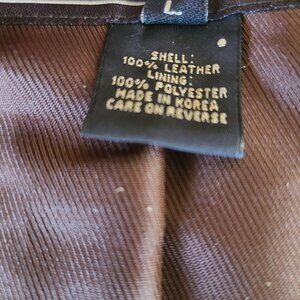 L
SHELL:
100% LEATHER
LINING:
100% POLYESTER
MADE IN KOREA
CARE ON REVERSE